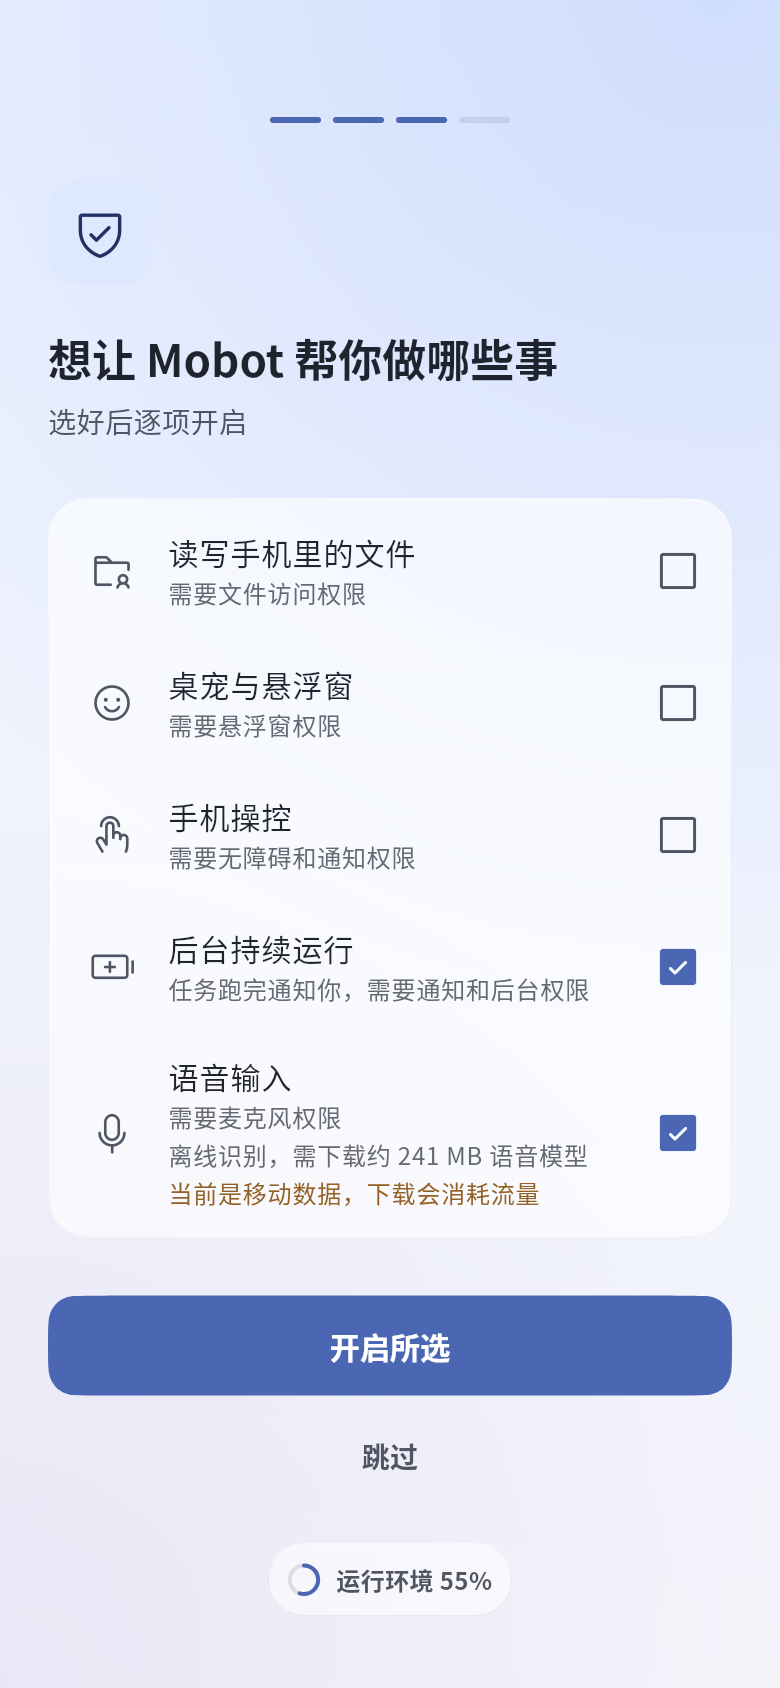 想让 Mobot 帮你做哪些事
选好后逐项开启
读写手机里的文件
需要文件访问权限
桌宠与悬浮窗
需要悬浮窗权限
手机操控
需要无障碍和通知权限
后台持续运行
任务跑完通知你，需要通知和后台权限
语音输入
需要麦克风权限
离线识别，需下载约 241 MB 语音模型
当前是移动数据，下载会消耗流量
开启所选
跳过
运行环境 55%